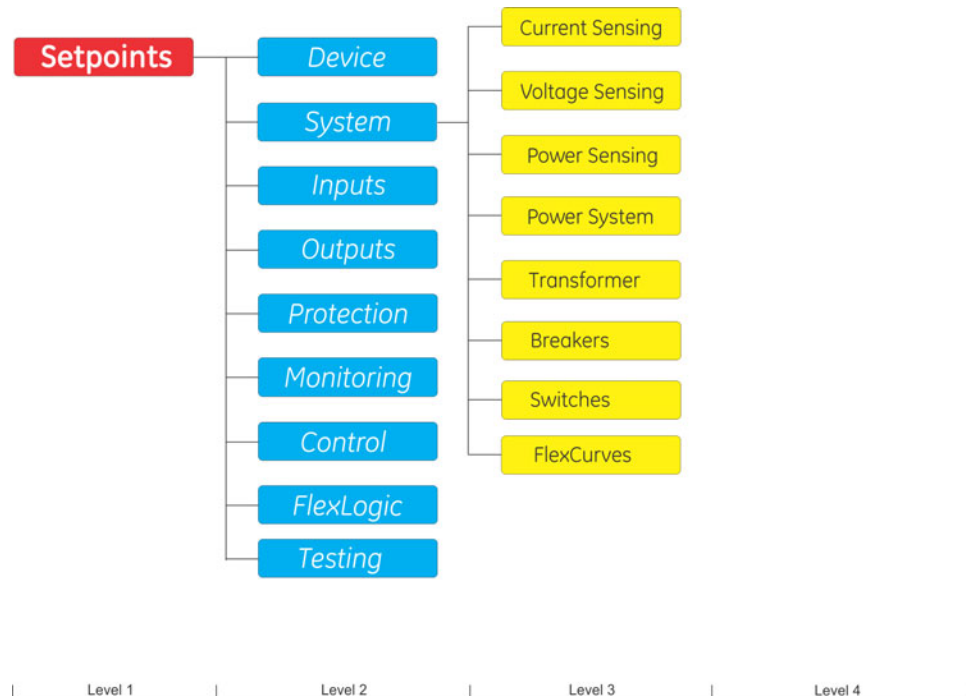 Setpoints
Device
System
Inputs
Outputs
Protection
Monitoring
Control
FlexLogic
Testing
Current Sensing
Voltage Sensing
Power Sensing
Power System
Transformer
Breakers
Switches
FlexCurves
Level 1
Level 2
Level 3
Level 4